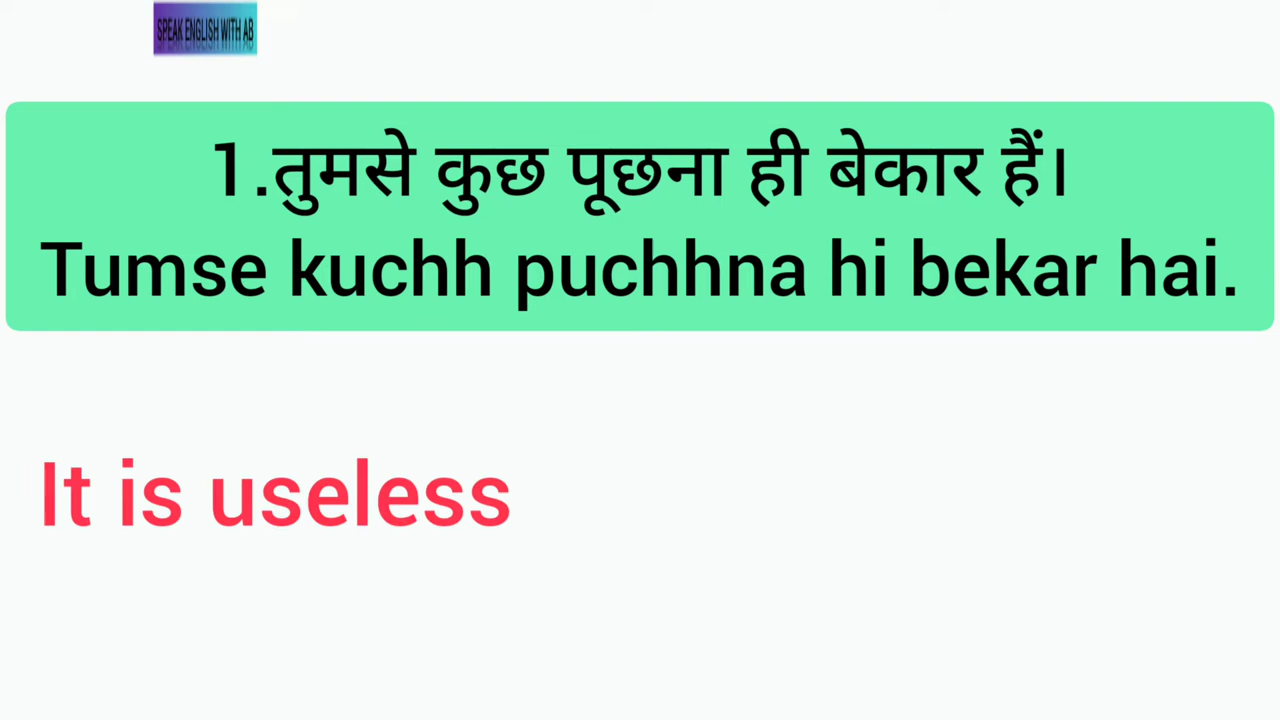 SPEAK ENGLISH WITH AB
1.तुमसे कुछ पूछना ही बेकार हैं।
Tumse kuchh puchhna hi bekar hai.
It is useless